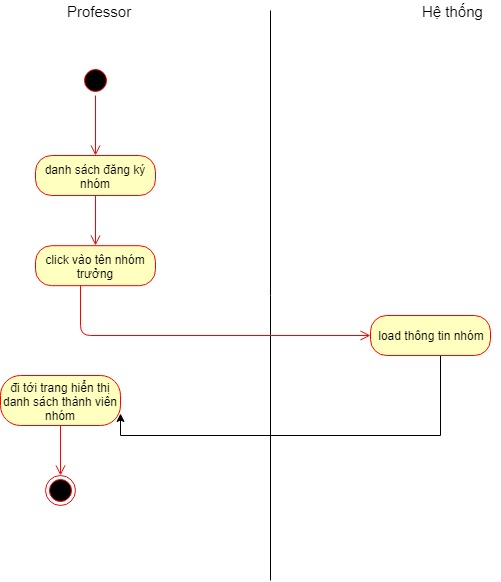 Professor
Hệ thống
danh sách đăng ký
nhóm
click vào tên nhóm
trưởng
load thông tin nhóm
đi tới trang hiển thị
danh sách thành viên
nhóm